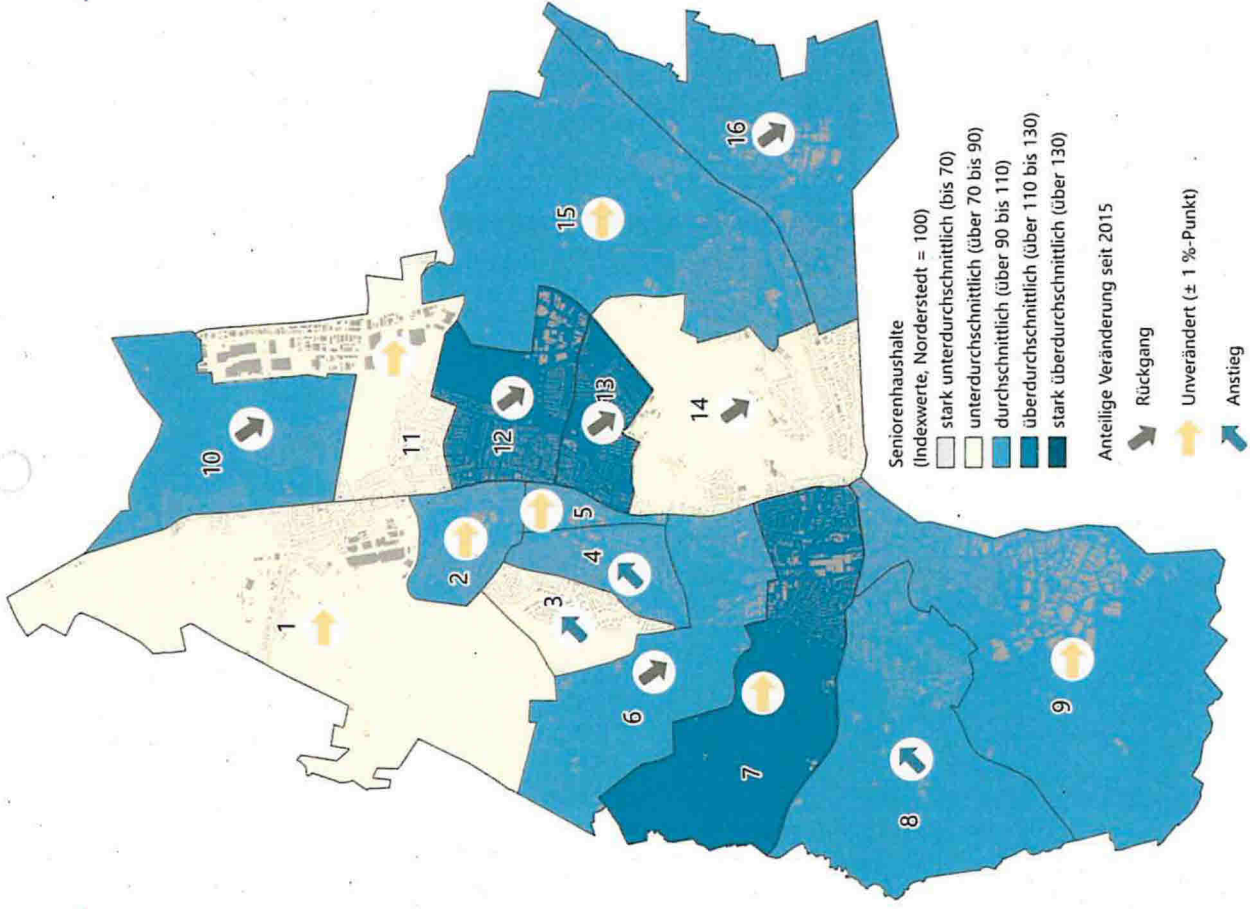 1
2
3
4
5
6
7
8
9
10
11
12
13
14
15
16
Seniorenhaushalte
(Indexwerte, Norderstedt = 100)
stark unterdurchschnittlich (bis 70)
unterdurchschnittlich (über 70 bis 90)
durchschnittlich (über 90 bis 110)
überdurchschnittlich (über 110 bis 130)
stark überdurchschnittlich (über 130)
Anteilige Veränderung seit 2015
Rückgang
Unverändert (± 1 %-Punkt)
Anstieg